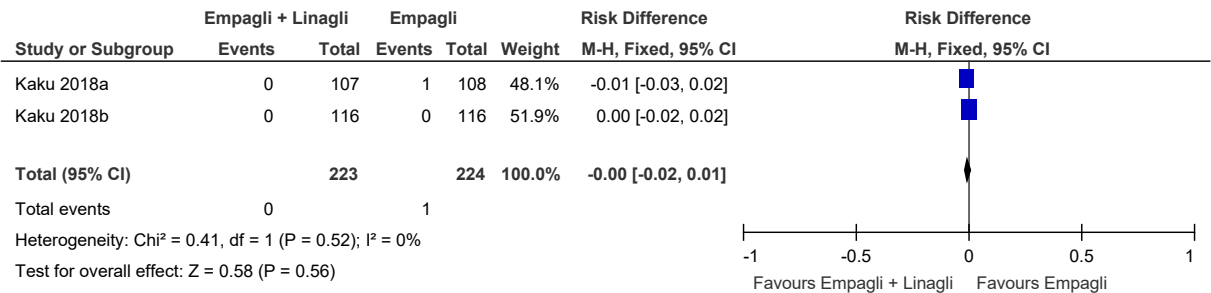 Empagli + Linagli Empagli Risk Difference Risk Difference
Study or Subgroup Events Total Events Total Weight M-H, Fixed, 95% CI M-H, Fixed, 95% CI
Kaku 2018a 0 107 1 108 48.1% -0.01 [-0.03, 0.02]
Kaku 2018b 0 116 0 116 51.9% 0.00 [-0.02, 0.02]
Total (95% CI) 223 224 100.0% -0.00 [-0.02, 0.01]
Total events 0 1
Heterogeneity: Chi² = 0.41, df = 1 (P = 0.52); I² = 0%
Test for overall effect: Z = 0.58 (P = 0.56)
-1 -0.5 0 0.5 1
Favours Empagli + Linagli Favours Empagli